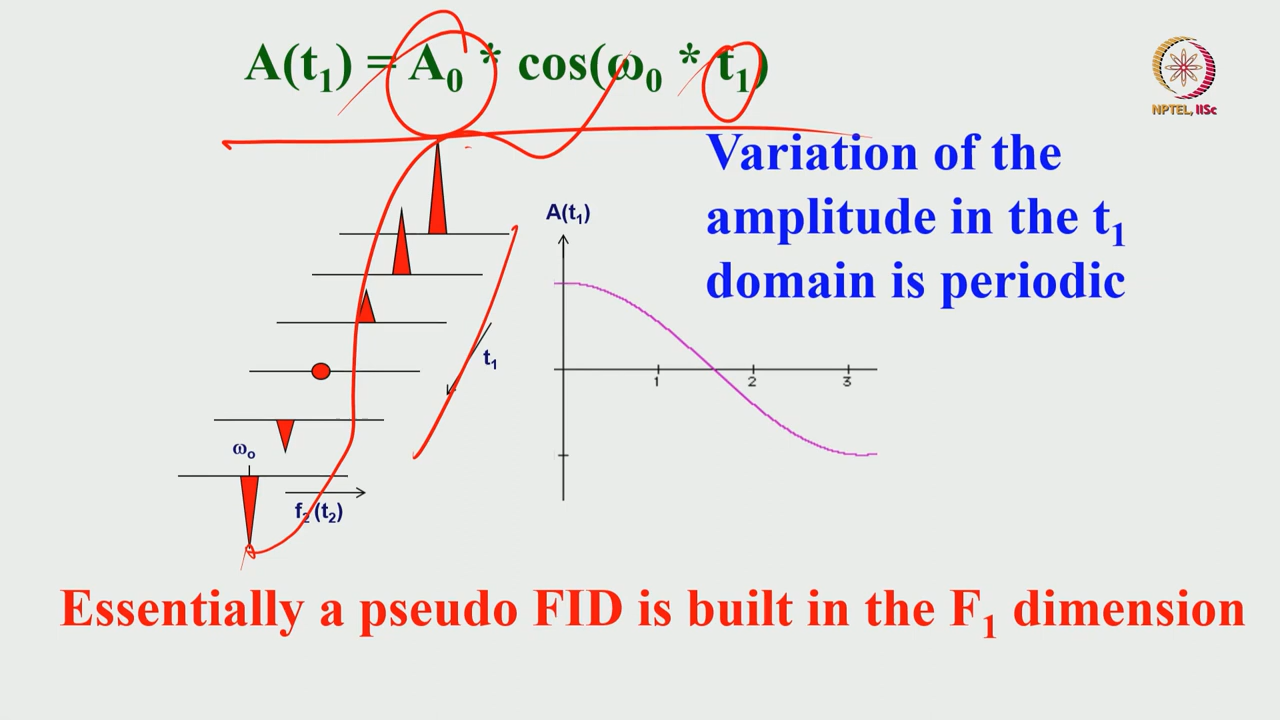 A(t₁) = A₀ * cos(ω₀ * t₁)
NPTEL, IISc
Variation of the
amplitude in the t₁
domain is periodic
A(t₁)
t₁
1 2 3
ωₒ
f₂ (t₂)
Essentially a pseudo FID is built in the F₁ dimension